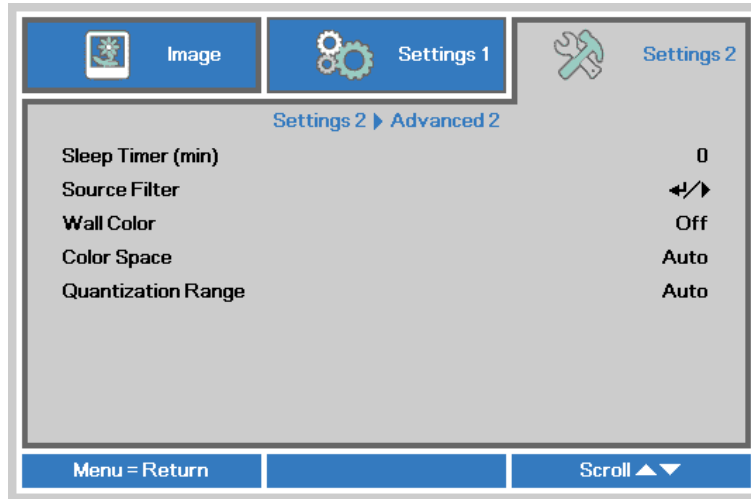 Image
Settings 1
Settings 2
Settings 2 ▶ Advanced 2
Sleep Timer (min) 0
Source Filter ↵/▶
Wall Color Off
Color Space Auto
Quantization Range Auto
Menu = Return
Scroll ▲▼